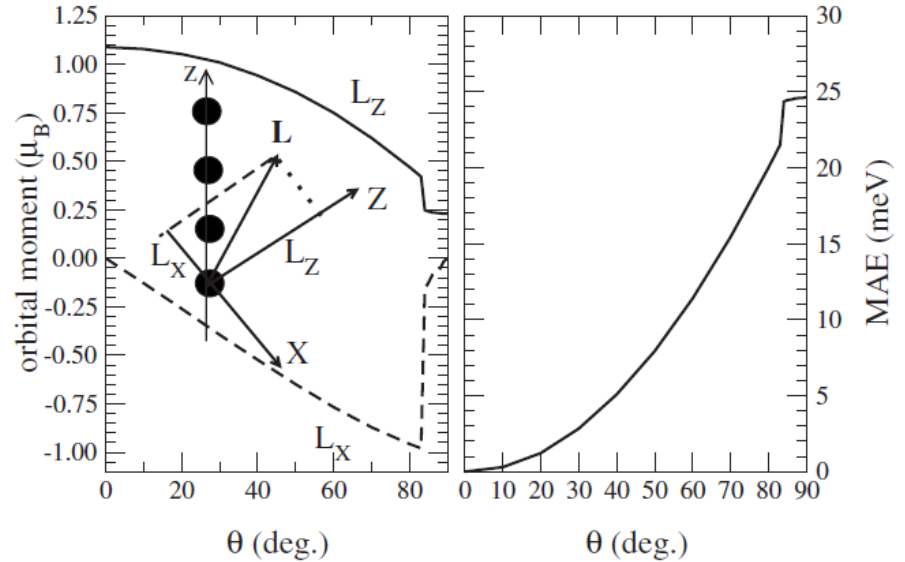 1.25
1.00
0.75
0.50
0.25
0.00
-0.25
-0.50
-0.75
-1.00
orbital moment (μB)
0 20 40 60 80
θ (deg.)
z
L
Z
LZ
LX
X
LZ
LX
30
25
20
15
10
5
0
MAE (meV)
0 10 20 30 40 50 60 70 80 90
θ (deg.)